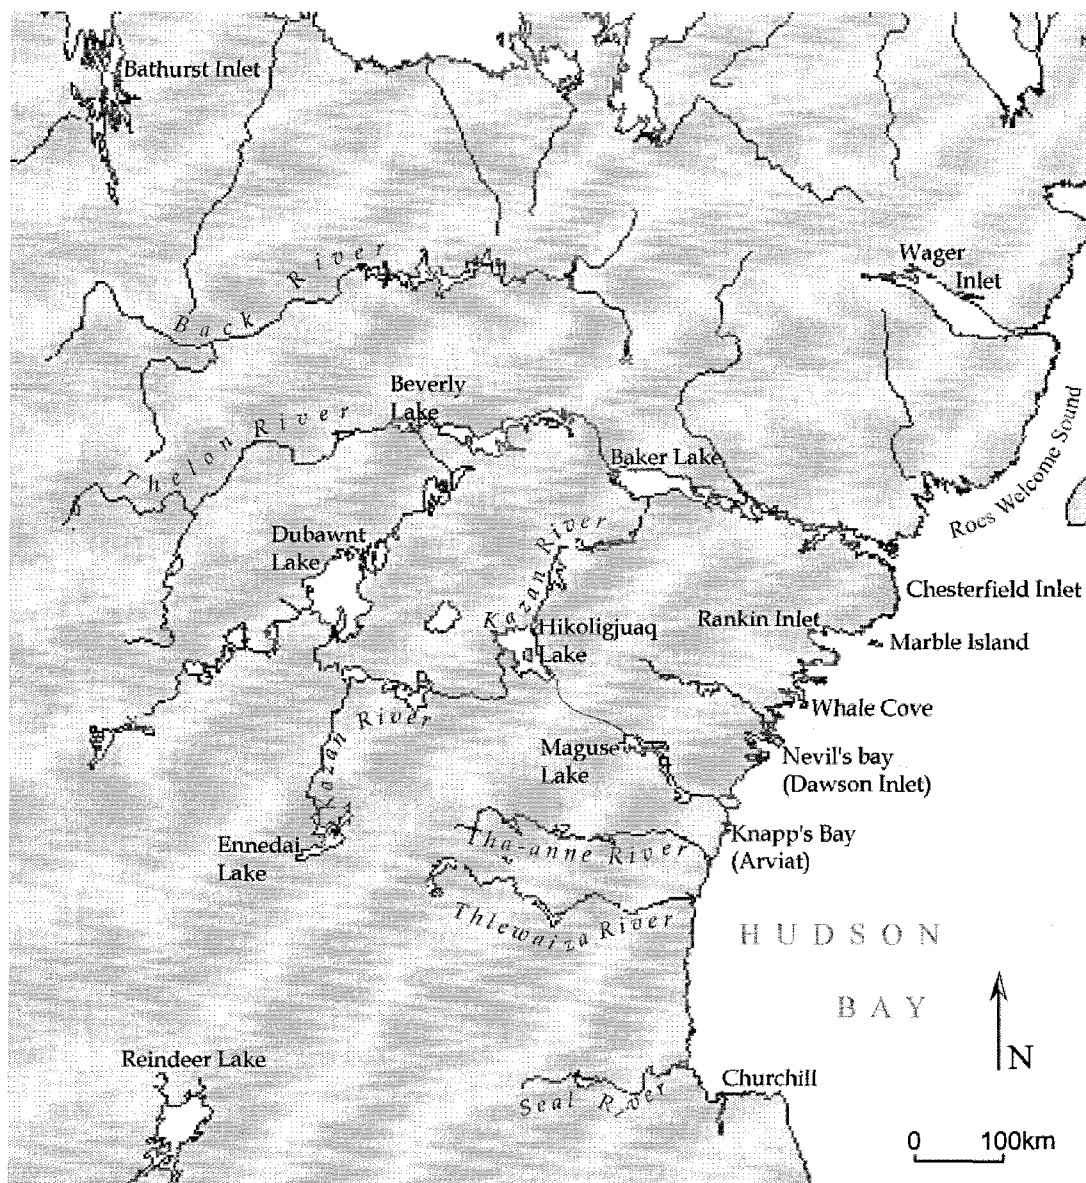 Bathurst Inlet
Back River
Wager
Inlet
Beverly
Lake
Thelon River
Baker Lake
Roes Welcome Sound
Dubawnt
Lake
Kazan River
Chesterfield Inlet
Rankin Inlet
Hikoligjuaq
Lake
Marble Island
Kazan River
Whale Cove
Maguse
Lake
Nevil's bay
(Dawson Inlet)
Knapp's Bay
(Arviat)
Ennedai
Lake
Tha-anne River
Thlewaiza River
HUDSON
BAY
N
Reindeer Lake
Churchill
Seal River
0 100km